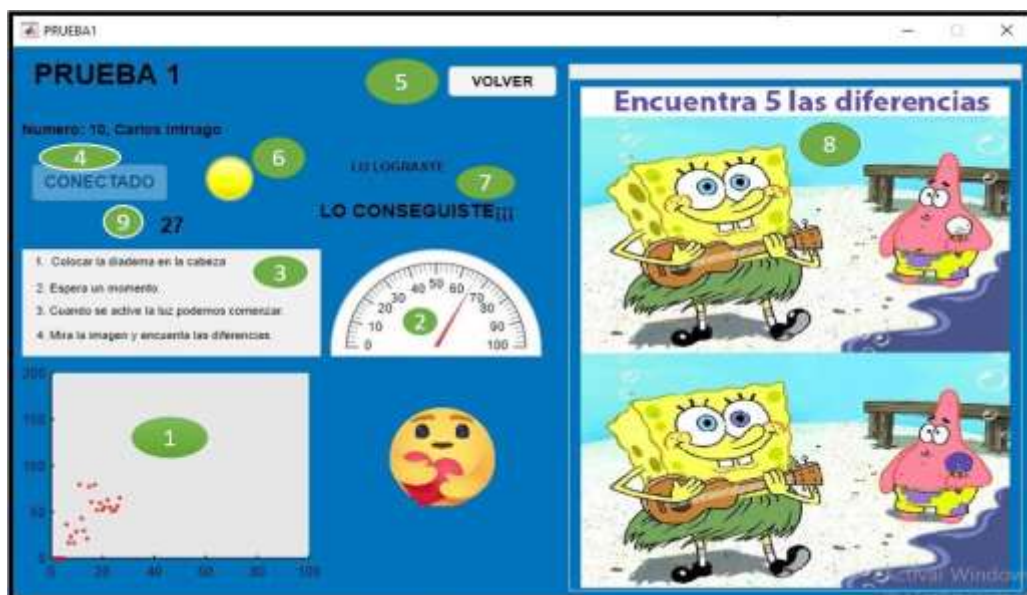 PRUEBA1
PRUEBA 1
5
VOLVER
Numero: 10, Carlos Intriago
4
6
CONECTADO
LO LOGRASTE
7
LO CONSEGUISTE¡¡¡
9
27
1. Colocar la diadema en la cabeza
3
2. Espera un momento.
3. Cuando se active la luz podemos comenzar.
4. Mira la imagen y encuentra las diferencias.
0
10
20
30
40
50
60
70
80
90
100
2
200
150
100
50
0
1
0
20
40
60
80
100
Encuentra 5 las diferencias
8
Activar Windows